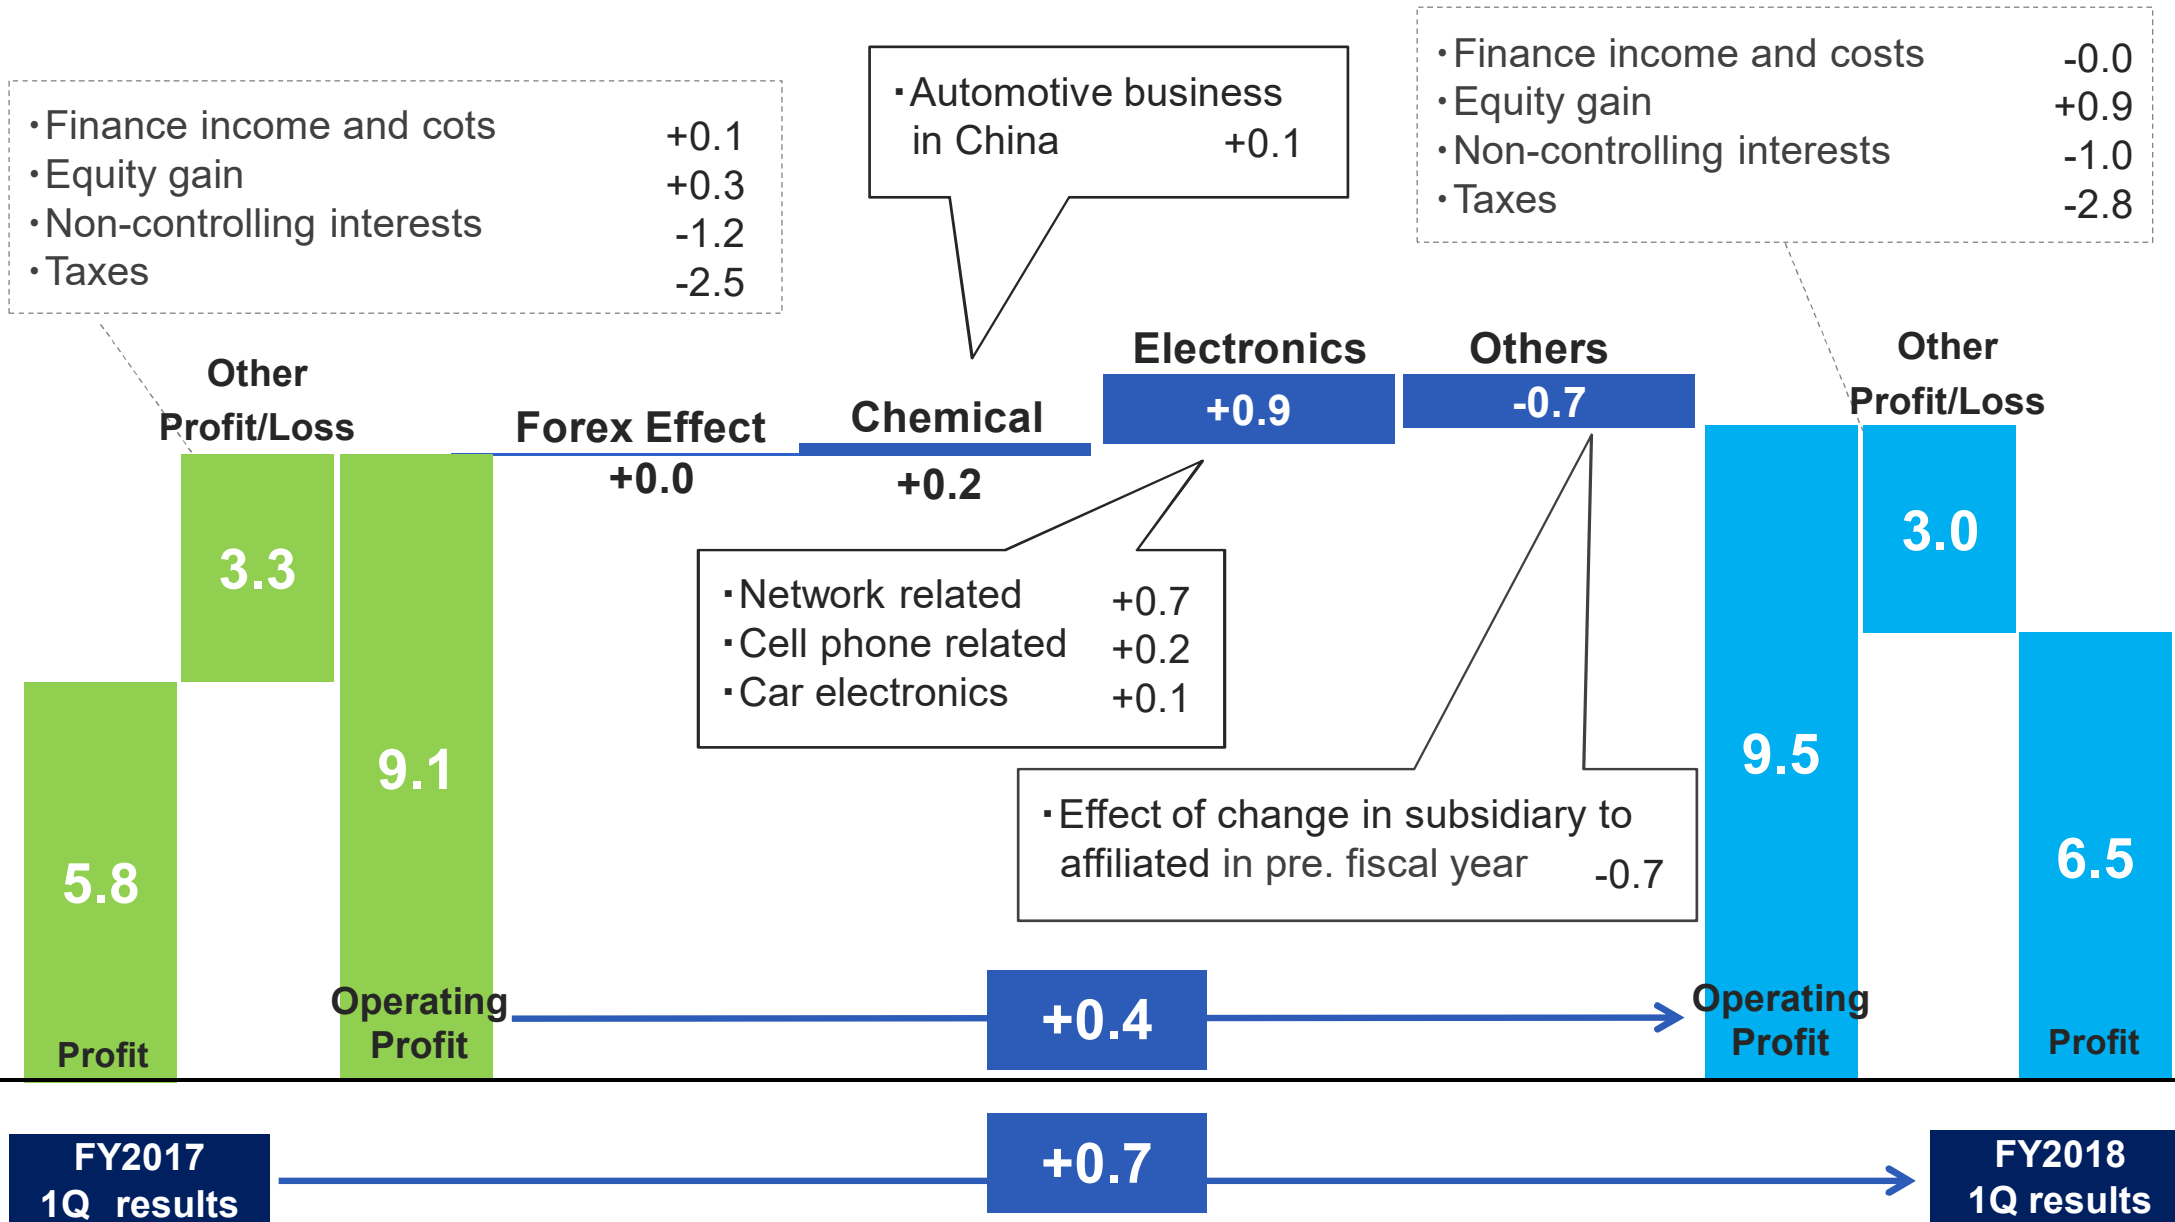 ・Finance income and cots +0.1
・Equity gain +0.3
・Non-controlling interests -1.2
・Taxes -2.5
・Automotive business
in China +0.1
・Finance income and costs -0.0
・Equity gain +0.9
・Non-controlling interests -1.0
・Taxes -2.8
Other
Profit/Loss
Forex Effect
+0.0
Chemical
+0.2
Electronics
+0.9
Others
-0.7
Other
Profit/Loss
3.3
3.0
・Network related +0.7
・Cell phone related +0.2
・Car electronics +0.1
9.1
9.5
・Effect of change in subsidiary to
affiliated in pre. fiscal year -0.7
5.8
6.5
Profit
Operating
Profit
+0.4
Operating
Profit
Profit
FY2017
1Q results
+0.7
FY2018
1Q results